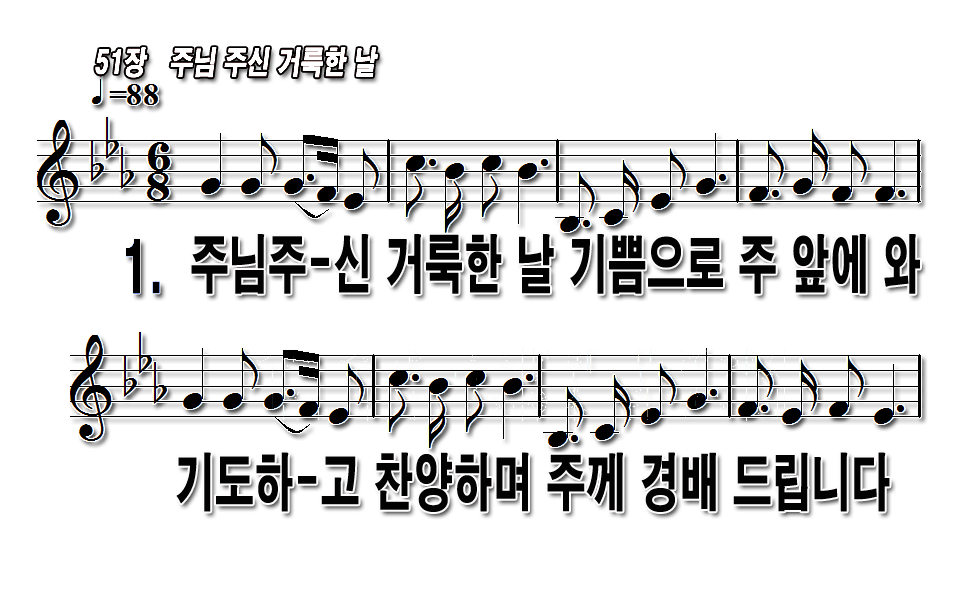 51장 주님 주신 거룩한 날
♩=88
6
8
1. 주님주-신 거룩한 날 기쁨으로 주 앞에 와
기도하-고 찬양하며 주께 경배 드립니다